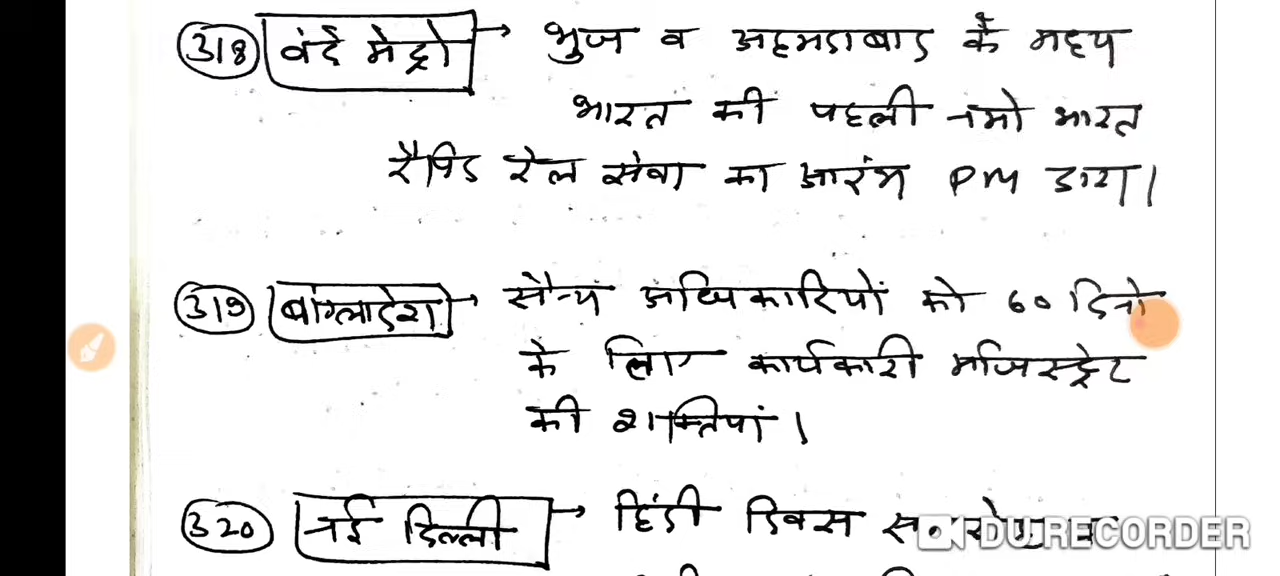 318 वंदे मेट्रो → भुज व अहमदाबाद के मध्य
भारत की पहली नमो भारत
रैपिड रेल सेवा का आरंभ PM द्वारा।
319 बांग्लादेश → सैन्य अधिकारियों को 60 दिनों
के लिए कार्यकारी मजिस्ट्रेट
की शक्तियां।
320 नई दिल्ली → हिंदी दिवस
DU RECORDER